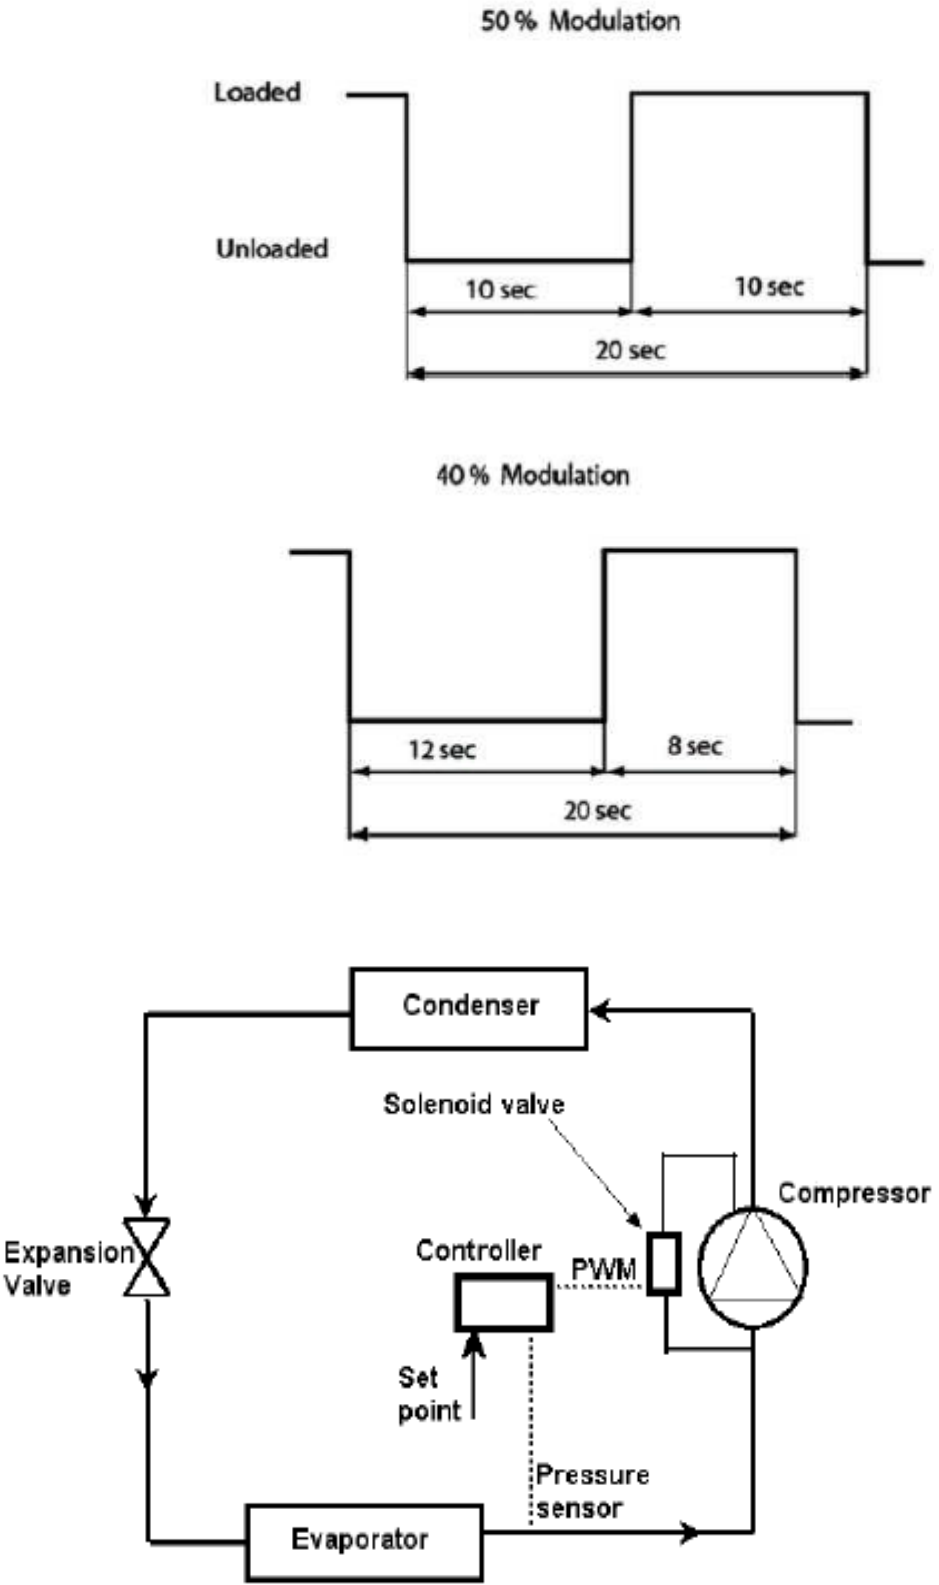 50 % Modulation
Loaded
Unloaded
10 sec
10 sec
20 sec
40 % Modulation
12 sec
8 sec
20 sec
Condenser
Solenoid valve
Compressor
Expansion
Valve
Controller
PWM
Set
point
Pressure
sensor
Evaporator